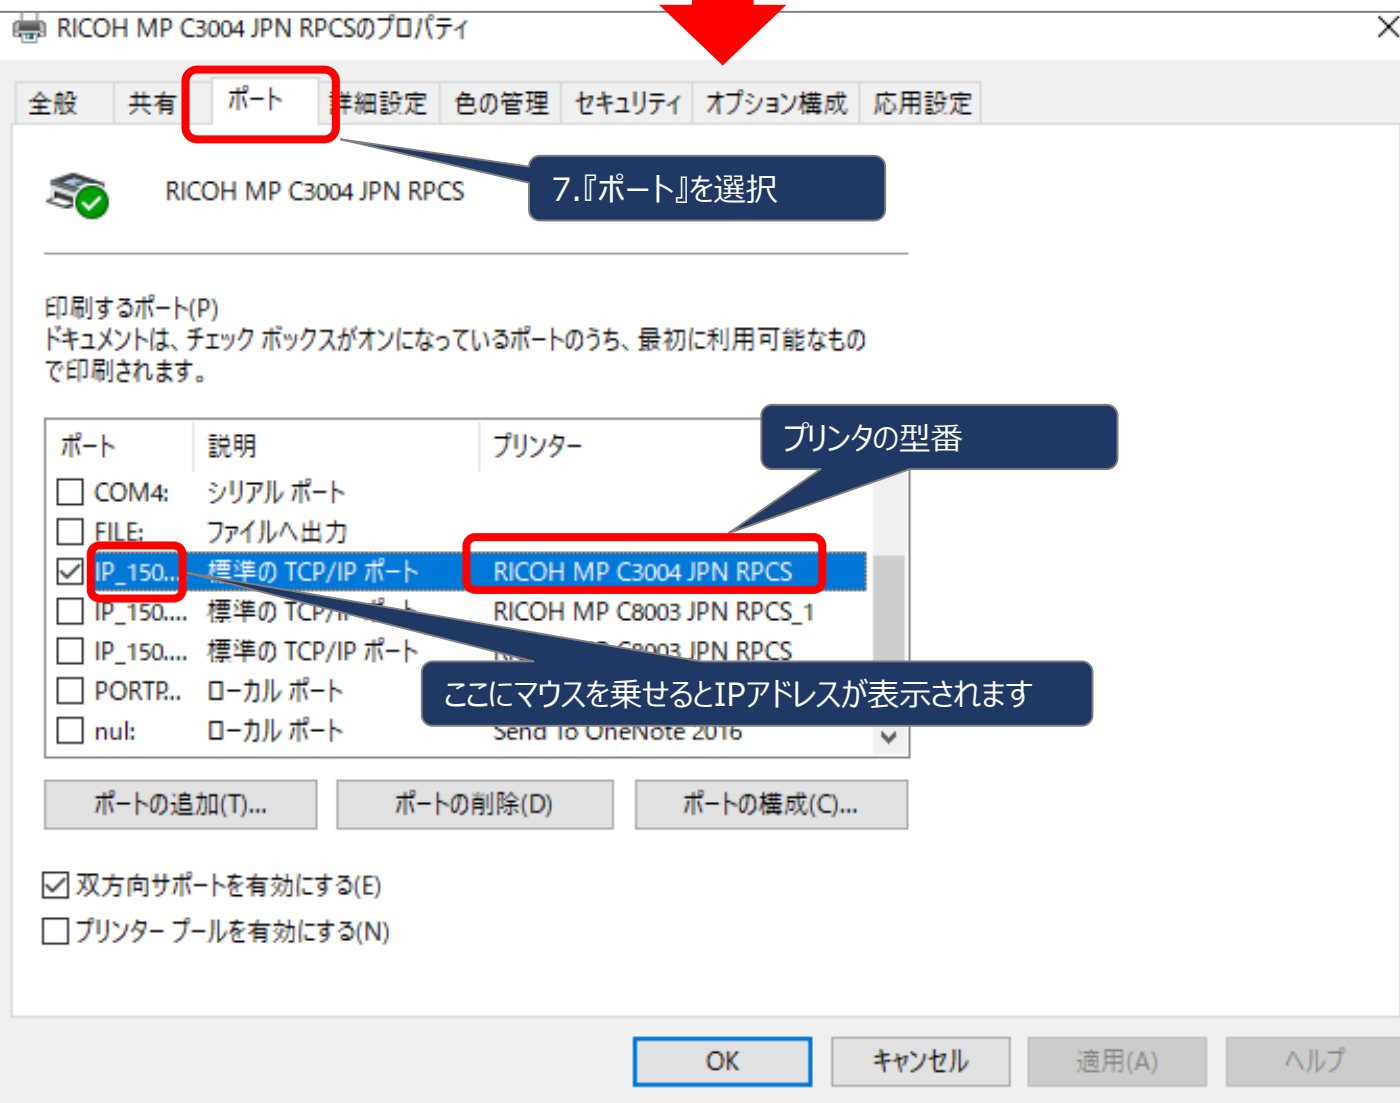 RICOH MP C3004 JPN RPCSのプロパティ
全般 共有 ポート 詳細設定 色の管理 セキュリティ オプション構成 応用設定
RICOH MP C3004 JPN RPCS
7.『ポート』を選択
印刷するポート(P)
ドキュメントは、チェック ボックスがオンになっているポートのうち、最初に利用可能なもの
で印刷されます。
プリンタの型番
ポート 説明 プリンター
COM4: シリアル ポート
FILE: ファイルへ出力
IP_150.... 標準の TCP/IP ポート RICOH MP C3004 JPN RPCS
IP_150.... 標準の TCP/IP ポート RICOH MP C8003 JPN RPCS_1
IP_150.... 標準の TCP/IP ポート JPN RPCS
ここにマウスを乗せるとIPアドレスが表示されます
PORTP... ローカル ポート
nul: ローカル ポート Send To OneNote 2016
ポートの追加(T)... ポートの削除(D) ポートの構成(C)...
双方向サポートを有効にする(E)
プリンター プールを有効にする(N)
OK キャンセル 適用(A) ヘルプ